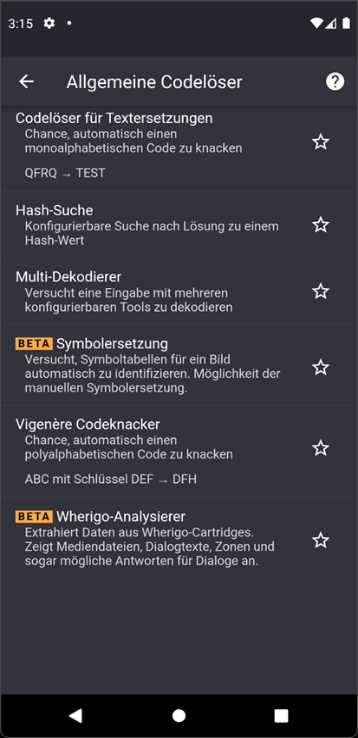 3:15
Allgemeine Codelöser
Codelöser für Textersetzungen
Chance, automatisch einen
monoalphabetischen Code zu knacken
QFRQ → TEST
Hash-Suche
Konfigurierbare Suche nach Lösung zu einem
Hash-Wert
Multi-Dekodierer
Versucht eine Eingabe mit mehreren
konfigurierbaren Tools zu dekodieren
BETA Symbolersetzung
Versucht, Symboltabellen für ein Bild
automatisch zu identifizieren. Möglichkeit der
manuellen Symbolersetzung.
Vigenère Codeknacker
Chance, automatisch einen
polyalphabetischen Code zu knacken
ABC mit Schlüssel DEF → DFH
BETA Wherigo-Analysierer
Extrahiert Daten aus Wherigo-Cartridges.
Zeigt Mediendateien, Dialogtexte, Zonen und
sogar mögliche Antworten für Dialoge an.